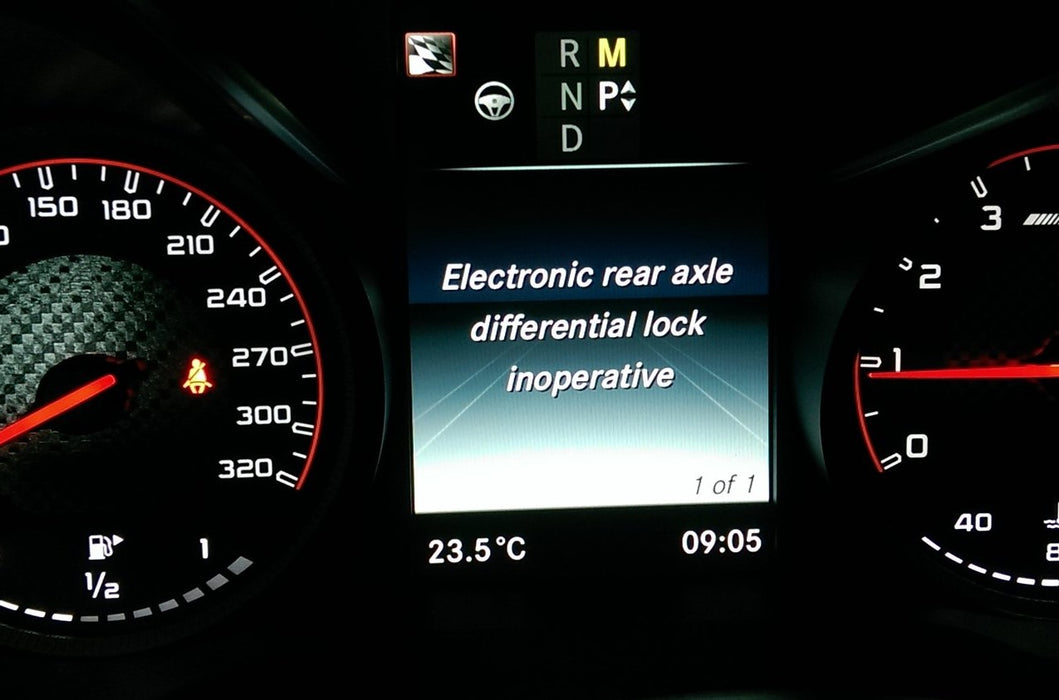 R M
N P
D
150
180
210
240
270
300
320
1
1/2
Electronic rear axle
differential lock
inoperative
1 of 1
23.5°C
09:05
3
2
1
0
40